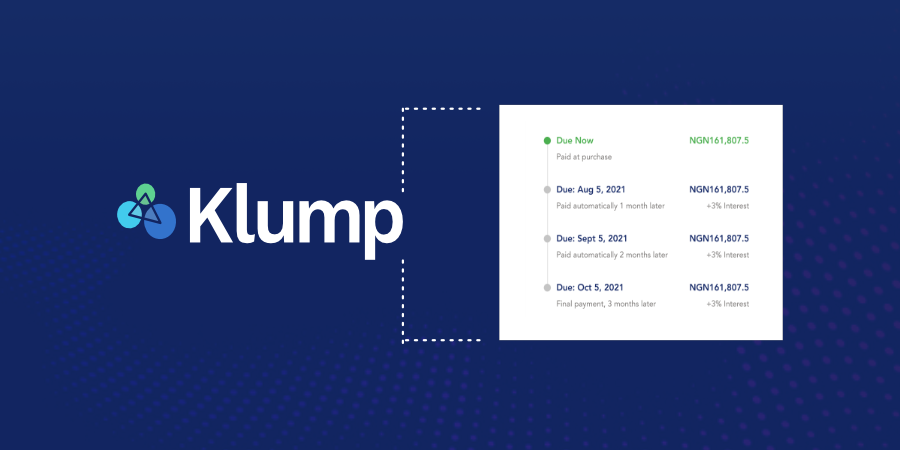 Klump
Due Now NGN161,807.5
Paid at purchase
Due: Aug 5, 2021 NGN161,807.5
Paid automatically 1 month later +3% Interest
Due: Sept 5, 2021 NGN161,807.5
Paid automatically 2 months later +3% Interest
Due: Oct 5, 2021 NGN161,807.5
Final payment, 3 months later +3% Interest